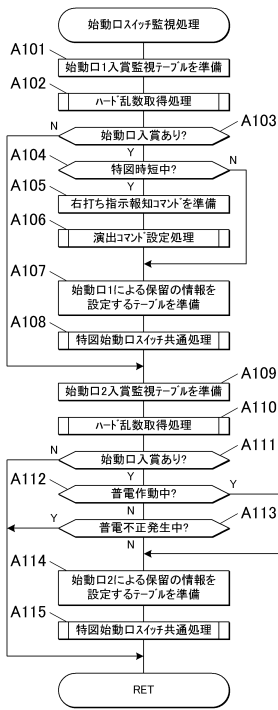 始動口スイッチ監視処理
A101
始動口1入賞監視テーブルを準備
A102
ハード乱数取得処理
A103
N
始動口入賞あり?
A104
Y
N
特図時短中?
A105
Y
右打ち指示報知コマンドを準備
A106
演出コマンド設定処理
A107
始動口1による保留の情報を
設定するテーブルを準備
A108
特図始動口スイッチ共通処理
A109
始動口2入賞監視テーブルを準備
A110
ハード乱数取得処理
A111
N
始動口入賞あり?
A112
Y
Y
普電作動中?
A113
Y
N
普電不正発生中?
N
A114
始動口2による保留の情報を
設定するテーブルを準備
A115
特図始動口スイッチ共通処理
RET